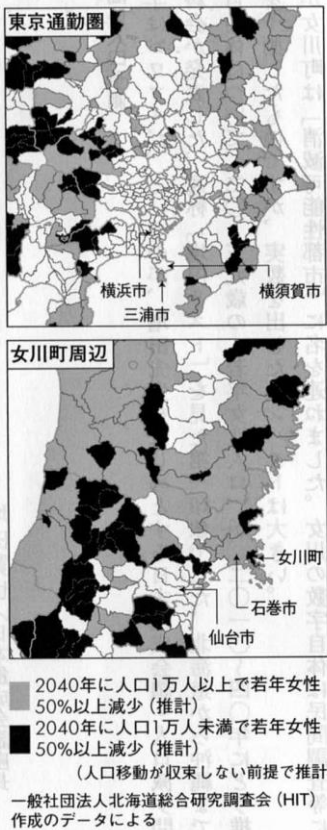 東京通勤圏
横浜市
横須賀市
三浦市
女川町周辺
女川町
石巻市
仙台市
2040年に人口1万人以上で若年女性
50%以上減少（推計）
2040年に人口1万人未満で若年女性
50%以上減少（推計）
（人口移動が収束しない前提で推計）
一般社団法人北海道総合研究調査会（HIT）
作成のデータによる